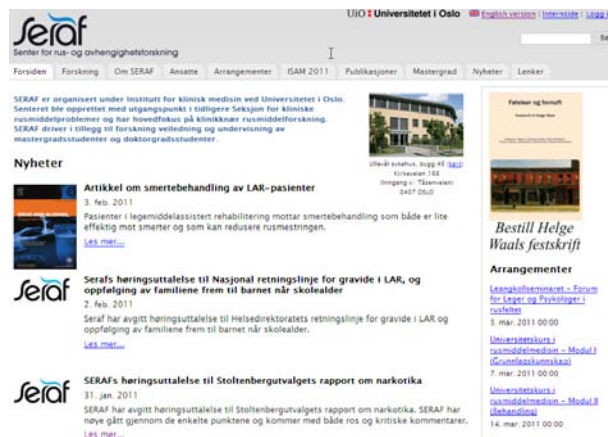 UiO Universitetet i Oslo
English version | Internside | Logg i
Seraf
Senter for rus- og avhengighetsforskning
Forsiden Forskning Om SERAF Ansatte Arrangementer ISAM 2011 Publikasjoner Mastergrad Nyheter Lenker
SERAF er organisert under Institutt for klinisk medisin ved Universitetet i Oslo.
Senteret ble opprettet med utgangspunkt i tidligere Seksjon for kliniske
rusmiddelproblemer og har hovedfokus på klinikknær rusmiddelforskning.
SERAF driver i tillegg til forskning veiledning og undervisning av
mastergradsstudenter og doktorgradsstudenter.
Ullevål sykehus, bygg 45 (kart)
Kirkeveien 166
(Inngang vi Tåsenveien)
0407 OSLO
Nyheter
Artikkel om smertebehandling av LAR-pasienter
3. feb. 2011
Pasienter i legemiddelassistert rehabilitering mottar smertebehandling som både er lite
effektig mot smerter og som kan redusere rusmestringen.
Les mer...
Seraf
Serafs høringsuttalelse til Nasjonal retningslinje for gravide i LAR, og
oppfølging av familiene frem til barnet når skolealder
2. feb. 2011
Seraf har avgitt høringsuttalelse til Helsedirektoratets retningslinje for gravide i LAR og
oppfølging av familiene frem til barnet når skolealder.
Les mer...
Seraf
SERAFs høringsuttalelse til Stoltenbergutvalgets rapport om narkotika
31. jan. 2011
SERAF har avgitt høringsuttalelse til Stoltenbergutvalgets rapport om narkotika. SERAF har
nøye gått gjennom de enkelte punktene og kommer med både ros og kritiske kommentarer.
Les mer...
Følelser og fornuft
Bestill Helge
Waals festskrift
Arrangementer
Leangkollseminaret - Forum
for Leger og Psykologer i
rusfeltet
3. mar. 2011 00:00
Universitetskurs i
rusmiddelmedisin - Modul I
(Grunnlagskunnskap)
7. mar. 2011 00:00
Universitetskurs i
rusmiddelmedisin - Modul II
(Behandling)
14. mar. 2011 00:00